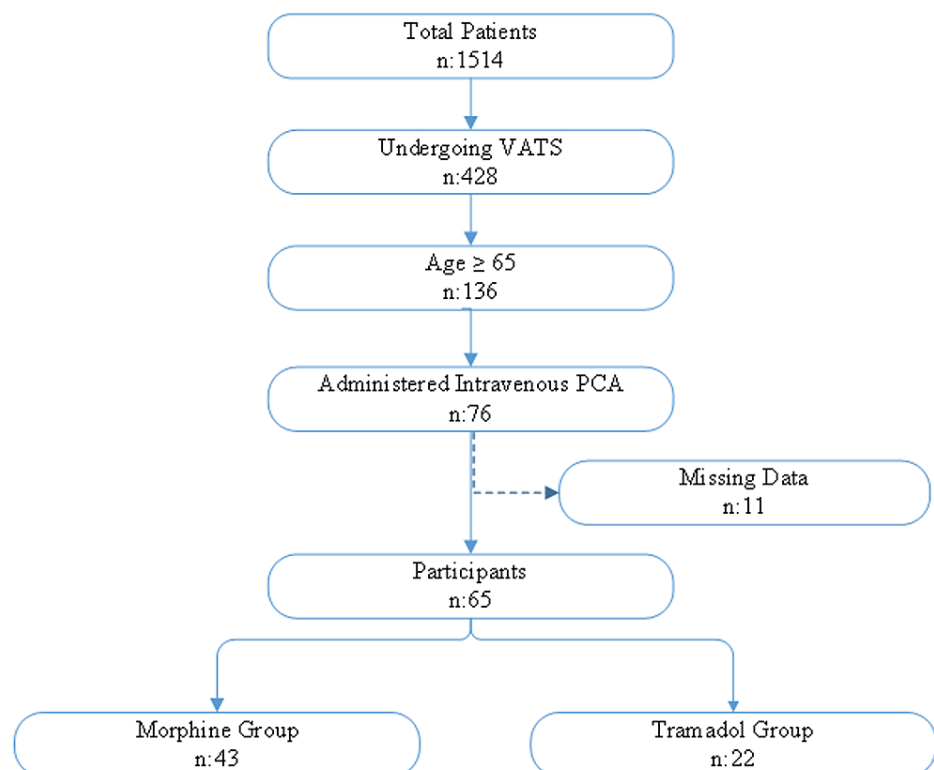 Total Patients
n:1514
Undergoing VATS
n:428
Age ≥ 65
n:136
Administered Intravenous PCA
n:76
Missing Data
n:11
Participants
n:65
Morphine Group
n:43
Tramadol Group
n:22